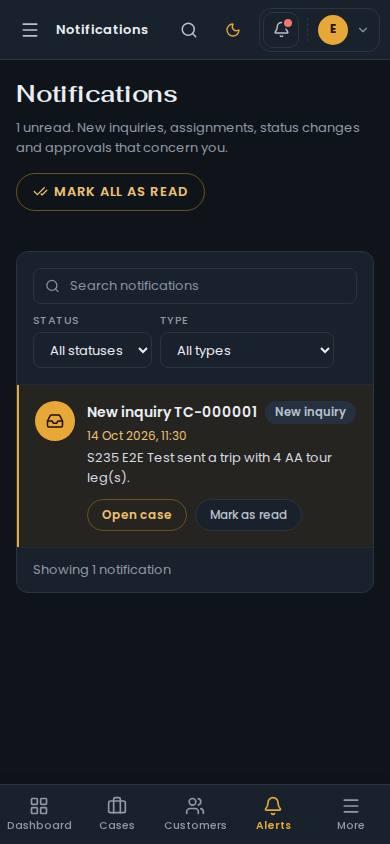 Notifications
E
Notifications
1 unread. New inquiries, assignments, status changes
and approvals that concern you.
MARK ALL AS READ
Search notifications
STATUS TYPE
All statuses All types
New inquiry TC-000001 New inquiry
14 Oct 2026, 11:30
S235 E2E Test sent a trip with 4 AA tour
leg(s).
Open case Mark as read
Showing 1 notification
Dashboard Cases Customers Alerts More